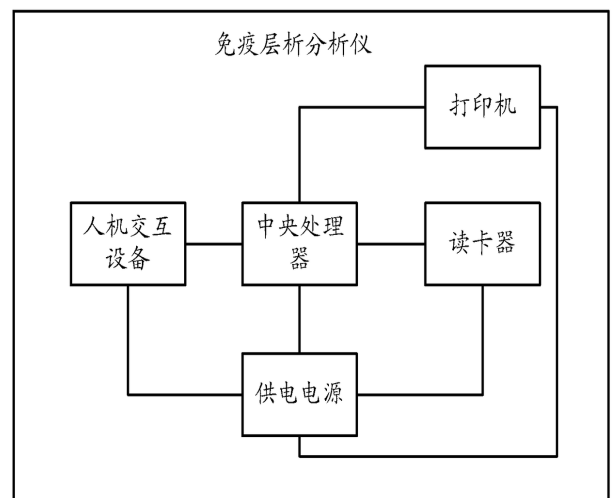 免疫层析分析仪
打印机
人机交互
设备
中央处理
器
读卡器
供电电源